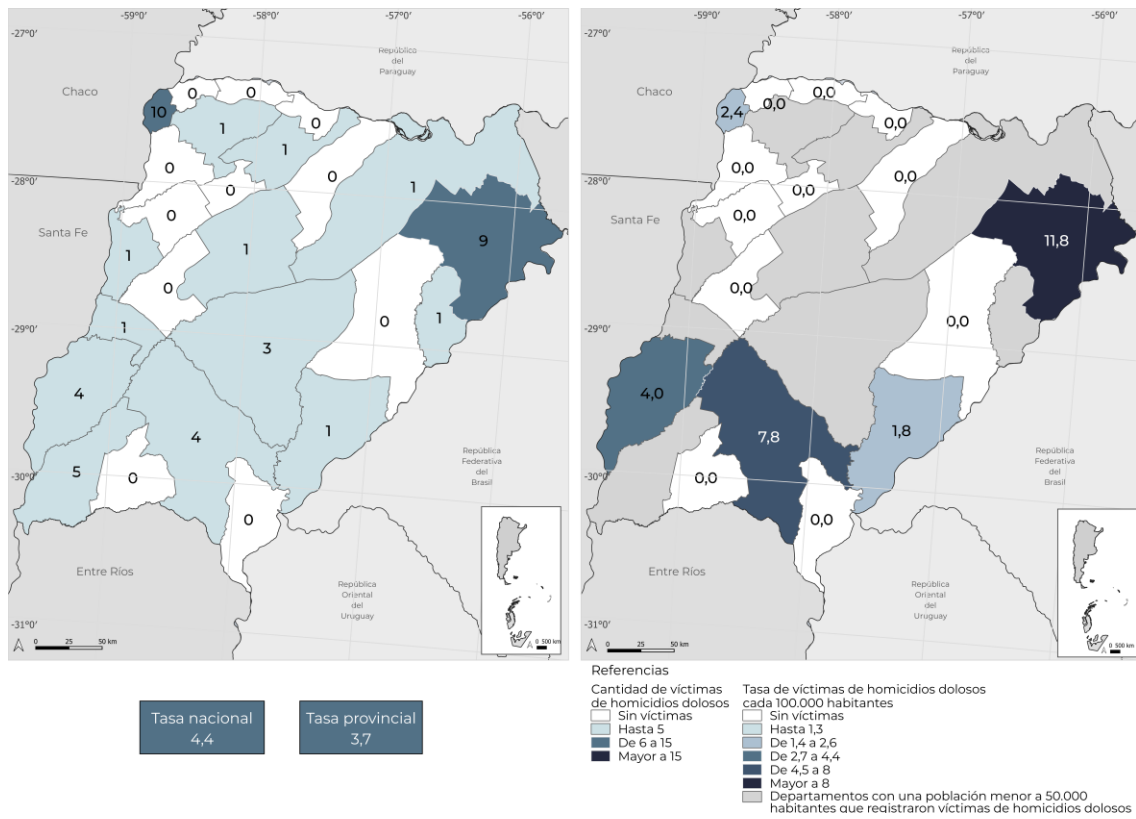 -59°0'
-58°0'
-57°0'
-56°0'
-27°0'
-28°0'
-29°0'
-30°0'
-31°0'
República
del
Paraguay
Chaco
Santa Fe
Entre Ríos
República
Federativa
del
Brasil
República
Oriental
del
Uruguay
0
0
10
1
0
1
0
0
0
1
0
1
1
9
0
1
0
1
3
4
4
1
5
0
0
0 25 50 km
0 500 km
-59°0'
-58°0'
-57°0'
-56°0'
-27°0'
-28°0'
-29°0'
-30°0'
-31°0'
República
del
Paraguay
Chaco
Santa Fe
Entre Ríos
República
Federativa
del
Brasil
República
Oriental
del
Uruguay
0,0
0,0
2,4
0,0
0,0
0,0
0,0
0,0
11,8
0,0
0,0
4,0
7,8
1,8
0,0
0,0
0 25 50 km
0 500 km
Tasa nacional
4,4
Tasa provincial
3,7
Referencias
Cantidad de víctimas
de homicidios dolosos
Sin víctimas
Hasta 5
De 6 a 15
Mayor a 15
Tasa de víctimas de homicidios dolosos
cada 100.000 habitantes
Sin víctimas
Hasta 1,3
De 1,4 a 2,6
De 2,7 a 4,4
De 4,5 a 8
Mayor a 8
Departamentos con una población menor a 50.000
habitantes que registraron víctimas de homicidios dolosos